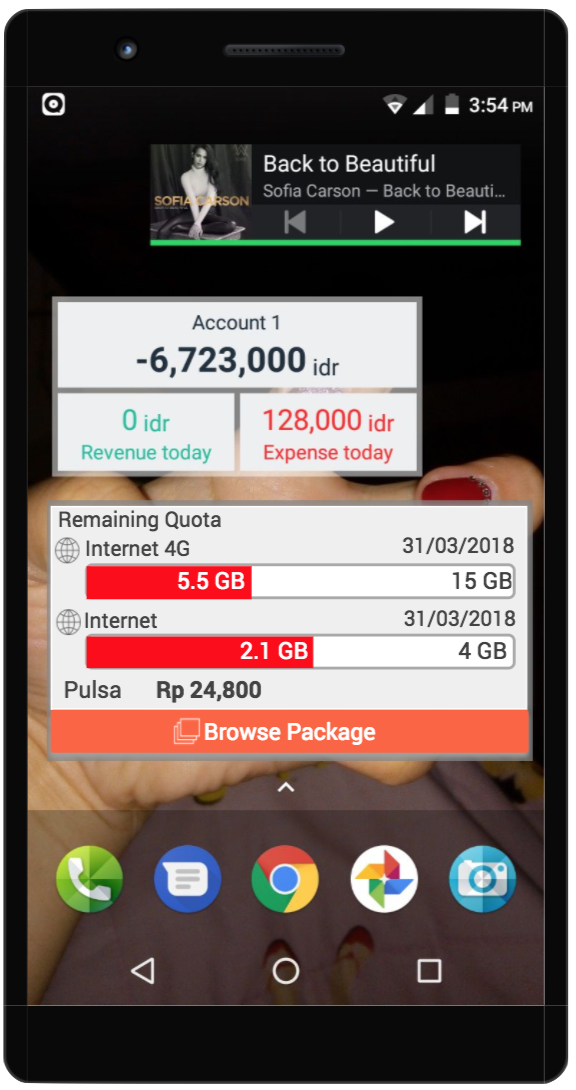 3:54 PM
Back to Beautiful
SOFIA CARSON
Sofia Carson — Back to Beauti…
Account 1
-6,723,000 idr
0 idr
128,000 idr
Revenue today
Expense today
Remaining Quota
Internet 4G
31/03/2018
5.5 GB
15 GB
Internet
31/03/2018
2.1 GB
4 GB
Pulsa
Rp 24,800
Browse Package